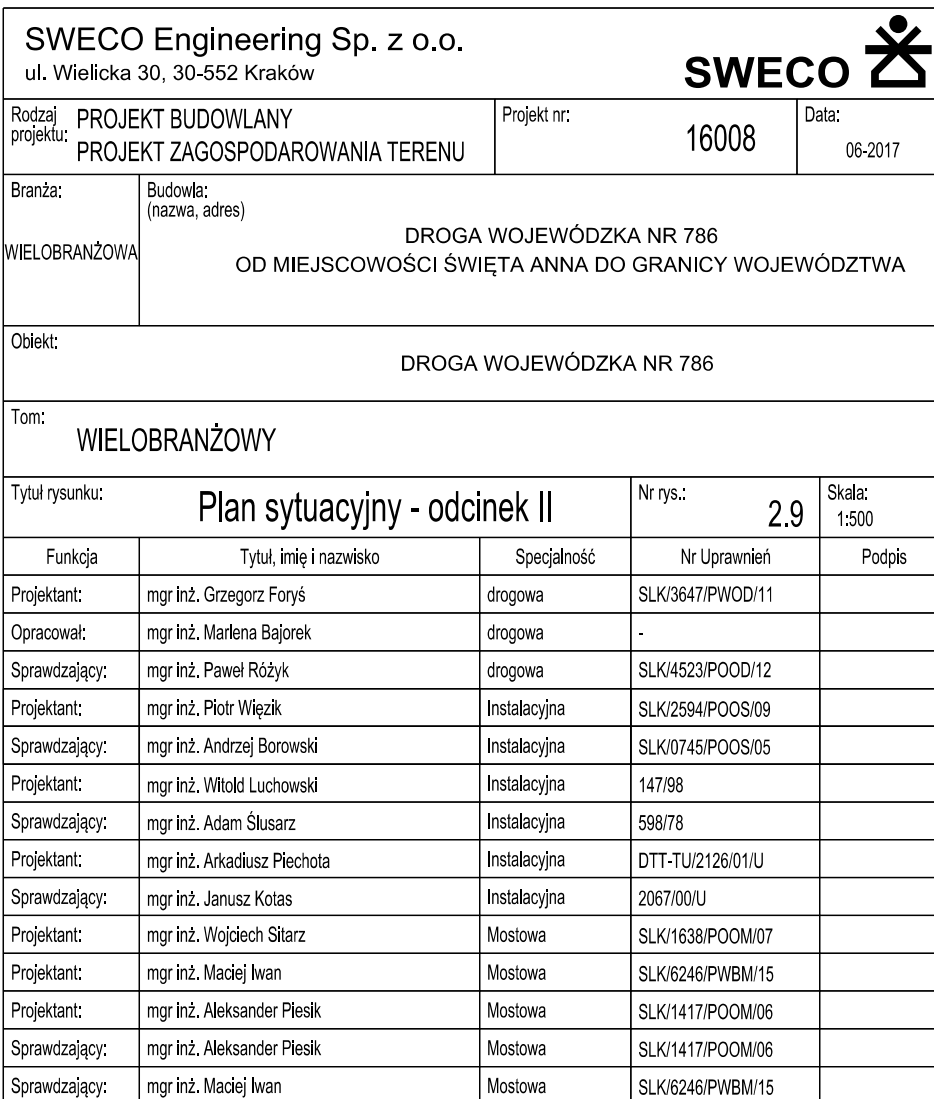 SWECO Engineering Sp. z o.o.
ul. Wielicka 30, 30-552 Kraków
SWECO
Rodzaj projektu: PROJEKT BUDOWLANY
PROJEKT ZAGOSPODAROWANIA TERENU
Projekt nr:
16008
Data:
06-2017
Branża:
WIELOBRANŻOWA
Budowla:
(nazwa, adres)
DROGA WOJEWÓDZKA NR 786
OD MIEJSCOWOŚCI ŚWIĘTA ANNA DO GRANICY WOJEWÓDZTWA
Obiekt:
DROGA WOJEWÓDZKA NR 786
Tom:
WIELOBRANŻOWY
Tytuł rysunku:
Plan sytuacyjny - odcinek II
Nr rys.:
2.9
Skala:
1:500
Funkcja Tytuł, imię i nazwisko Specjalność Nr Uprawnień Podpis
Projektant: mgr inż. Grzegorz Foryś drogowa SLK/3647/PWOD/11
Opracował: mgr inż. Marlena Bajorek drogowa -
Sprawdzający: mgr inż. Paweł Różyk drogowa SLK/4523/POOD/12
Projektant: mgr inż. Piotr Więzik Instalacyjna SLK/2594/POOS/09
Sprawdzający: mgr inż. Andrzej Borowski Instalacyjna SLK/0745/POOS/05
Projektant: mgr inż. Witold Luchowski Instalacyjna 147/98
Sprawdzający: mgr inż. Adam Ślusarz Instalacyjna 598/78
Projektant: mgr inż. Arkadiusz Piechota Instalacyjna DTT-TU/2126/01/U
Sprawdzający: mgr inż. Janusz Kotas Instalacyjna 2067/00/U
Projektant: mgr inż. Wojciech Sitarz Mostowa SLK/1638/POOM/07
Projektant: mgr inż. Maciej Iwan Mostowa SLK/6246/PWBM/15
Projektant: mgr inż. Aleksander Piesik Mostowa SLK/1417/POOM/06
Sprawdzający: mgr inż. Aleksander Piesik Mostowa SLK/1417/POOM/06
Sprawdzający: mgr inż. Maciej Iwan Mostowa SLK/6246/PWBM/15